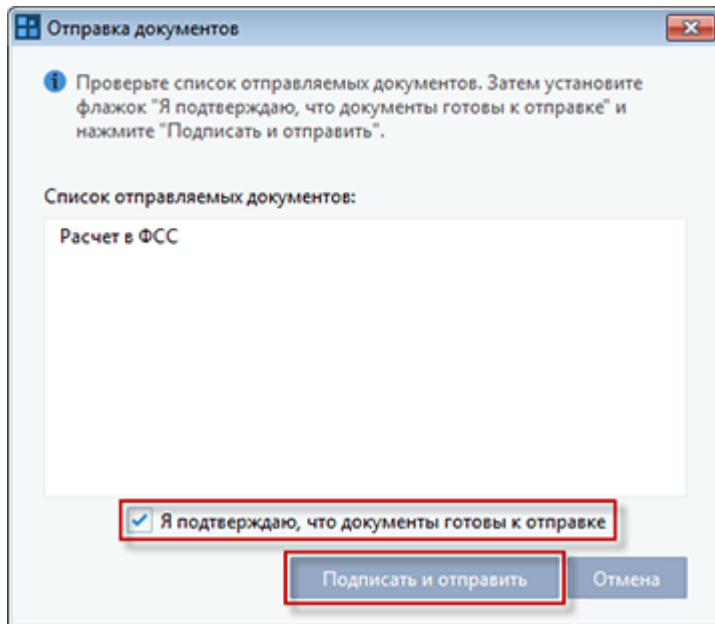 Отправка документов
Проверьте список отправляемых документов. Затем установите
флажок "Я подтверждаю, что документы готовы к отправке" и
нажмите "Подписать и отправить".
Список отправляемых документов:
Расчет в ФСС
Я подтверждаю, что документы готовы к отправке
Подписать и отправить
Отмена